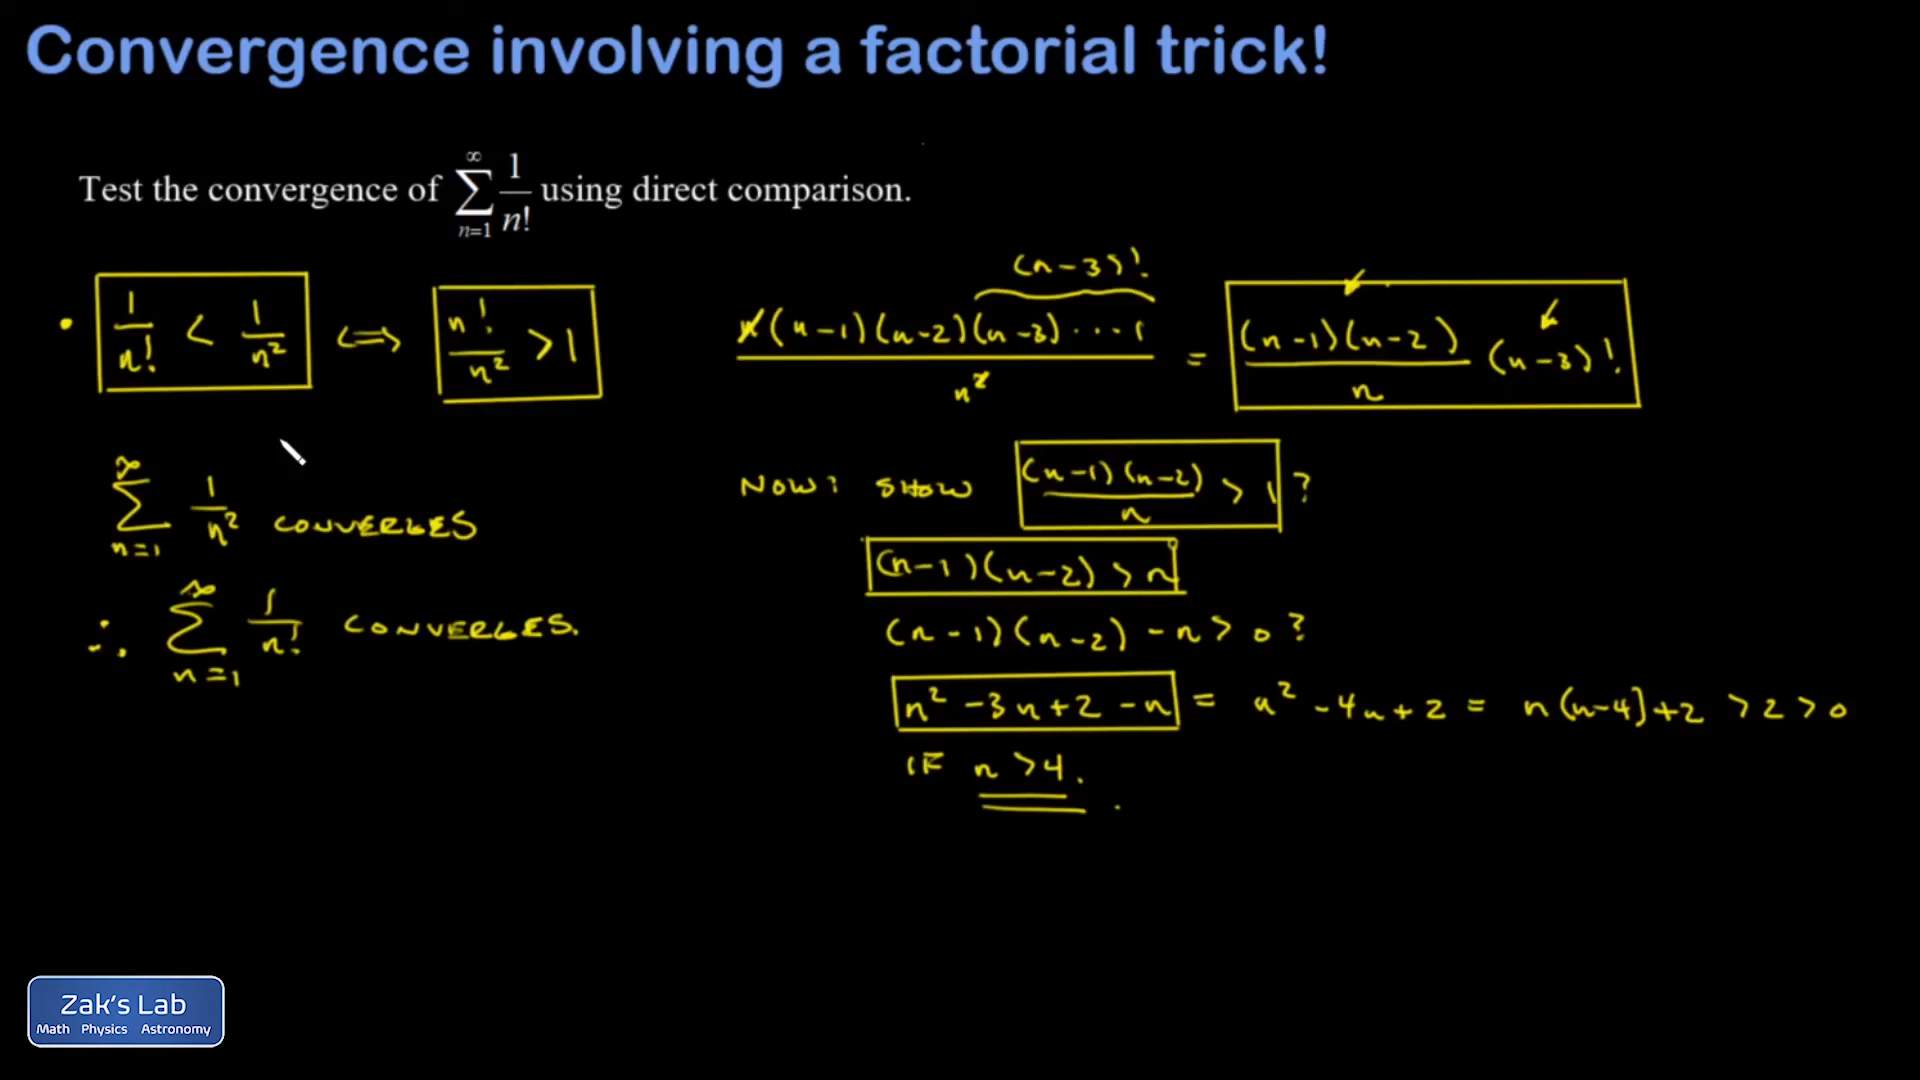 Convergence involving a factorial trick!
Test the convergence of ∑_{n=1}^{∞} 1/n! using direct comparison.
• 1/n! < 1/n² ⟺ n!/n² > 1
(n-3)!
n(n-1)(n-2)(n-3)···1 / n² = (n-1)(n-2)/n (n-3)!
∑_{n=1}^{∞} 1/n² CONVERGES
∴ ∑_{n=1}^{∞} 1/n! CONVERGES.
NOW: SHOW (n-1)(n-2)/n > 1 ?
(n-1)(n-2) > n
(n-1)(n-2) - n > 0 ?
n² - 3n + 2 - n = n² - 4n + 2 = n(n-4) + 2 > 2 > 0
IF n > 4.
Zak's Lab
Math Physics Astronomy